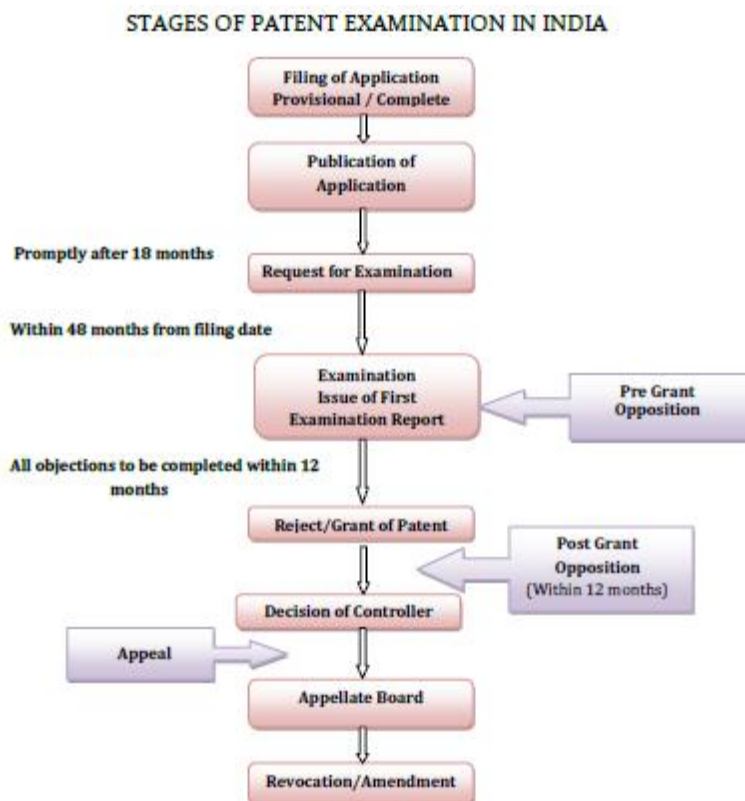 STAGES OF PATENT EXAMINATION IN INDIA
Filing of Application
Provisional / Complete
Publication of
Application
Promptly after 18 months
Request for Examination
Within 48 months from filing date
Examination
Issue of First
Examination Report
Pre Grant
Opposition
All objections to be completed within 12
months
Reject/Grant of Patent
Post Grant
Opposition
(Within 12 months)
Decision of Controller
Appeal
Appellate Board
Revocation/Amendment